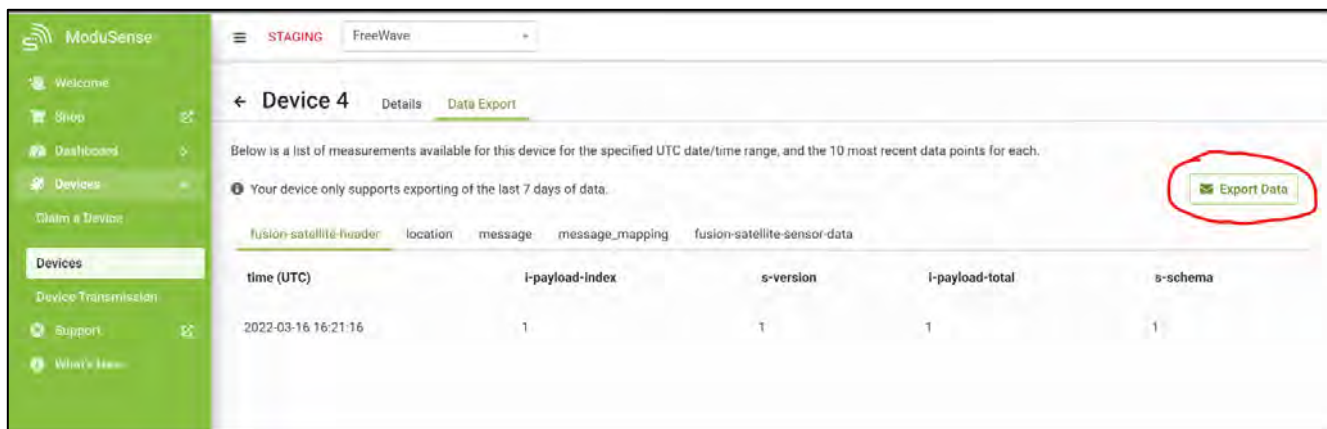 ModuSense
STAGING FreeWave
Welcome
Shop
Dashboard
Devices
Claim a Device
Devices
Device Transmission
Support
What's New
Device 4 Details Data Export
Below is a list of measurements available for this device for the specified UTC date/time range, and the 10 most recent data points for each.
Your device only supports exporting of the last 7 days of data.
Export Data
fusion-satellite-header location message message_mapping fusion-satellite-sensor-data
time (UTC) i-payload-index s-version i-payload-total s-schema
2022-03-16 16:21:16 1 1 1 1